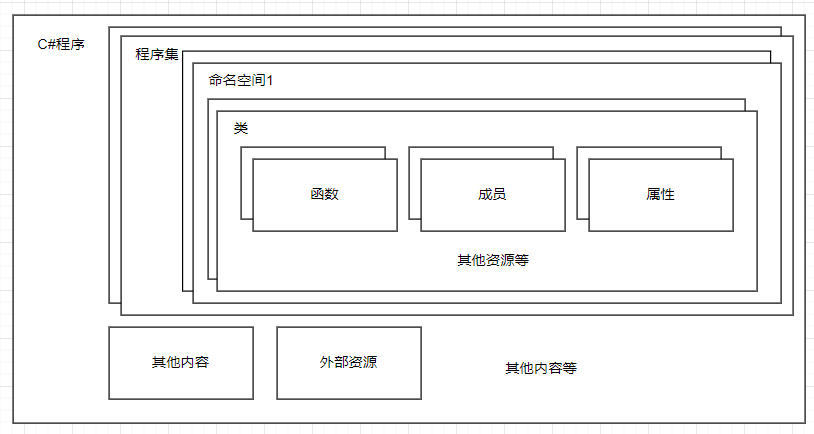 C#程序
程序集
命名空间1
类
函数
成员
属性
其他资源等
其他内容
外部资源
其他内容等